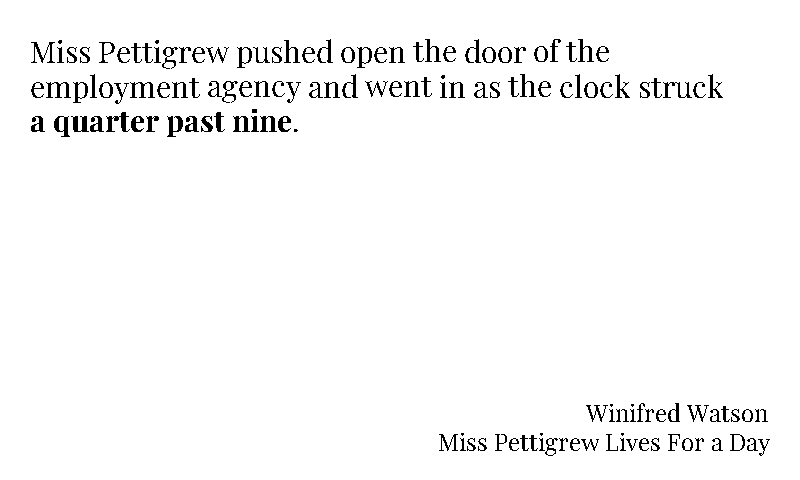 Miss Pettigrew pushed open the door of the
employment agency and went in as the clock struck
a quarter past nine.
Winifred Watson
Miss Pettigrew Lives For a Day